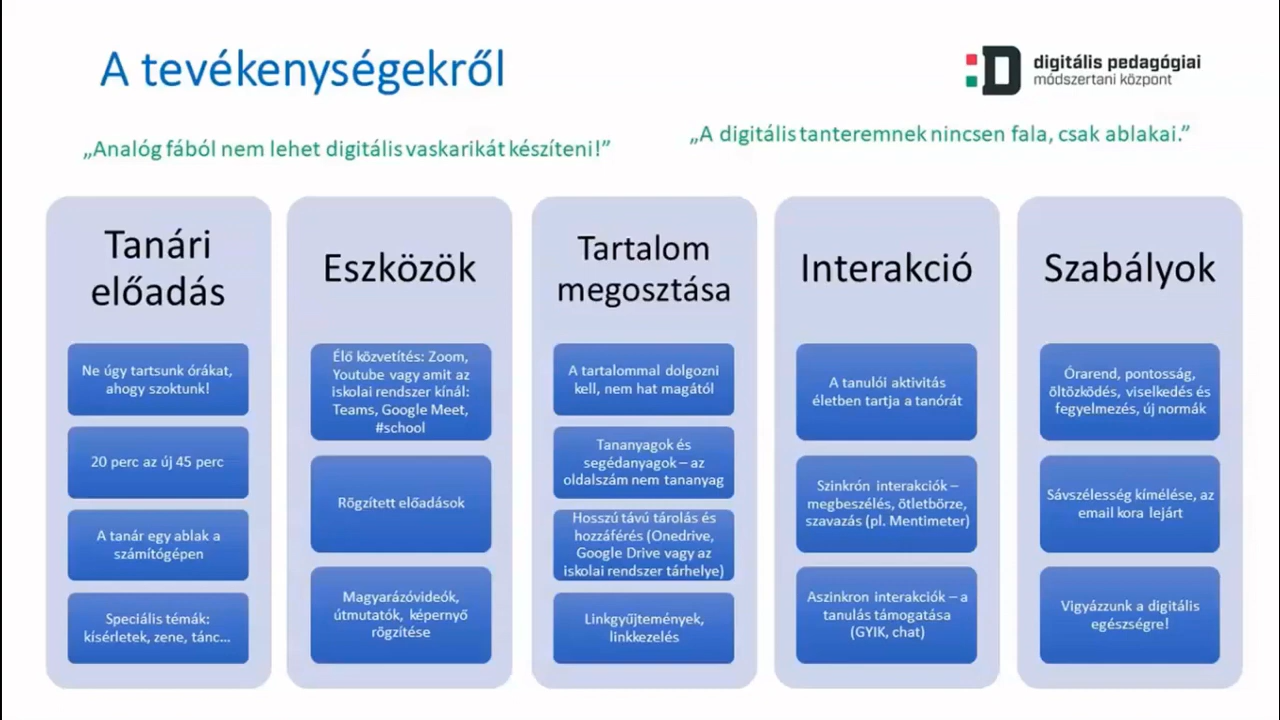 A tevékenységekről
digitális pedagógiai
módszertani központ
„Analóg fából nem lehet digitális vaskarikát készíteni!”
„A digitális tanteremnek nincsen fala, csak ablakai.”
Tanári
előadás
Ne úgy tartsunk órákat,
ahogy szoktunk!
20 perc az új 45 perc
A tanár egy ablak a
számítógépen
Speciális témák:
kísérletek, zene, tánc...
Eszközök
Élő közvetítés: Zoom,
Youtube vagy amit az
iskolai rendszer kínál:
Teams, Google Meet,
#school
Rögzített előadások
Magyarázóvideók,
útmutatók, képernyő
rögzítése
Tartalom
megosztása
A tartalommal dolgozni
kell, nem hat magától
Tananyagok és
segédanyagok – az
oldalszám nem tananyag
Hosszú távú tárolás és
hozzáférés (Onedrive,
Google Drive vagy az
iskolai rendszer tárhelye)
Linkgyűjtemények,
linkkezelés
Interakció
A tanulói aktivitás
életben tartja a tanórát
Szinkrón interakciók –
megbeszélés, ötletbörze,
szavazás (pl. Mentimeter)
Aszinkron interakciók – a
tanulás támogatása
(GYIK, chat)
Szabályok
Órarend, pontosság,
öltözködés, viselkedés és
fegyelmezés, új normák
Sávszélesség kímélése, az
email kora lejárt
Vigyázzunk a digitális
egészségre!